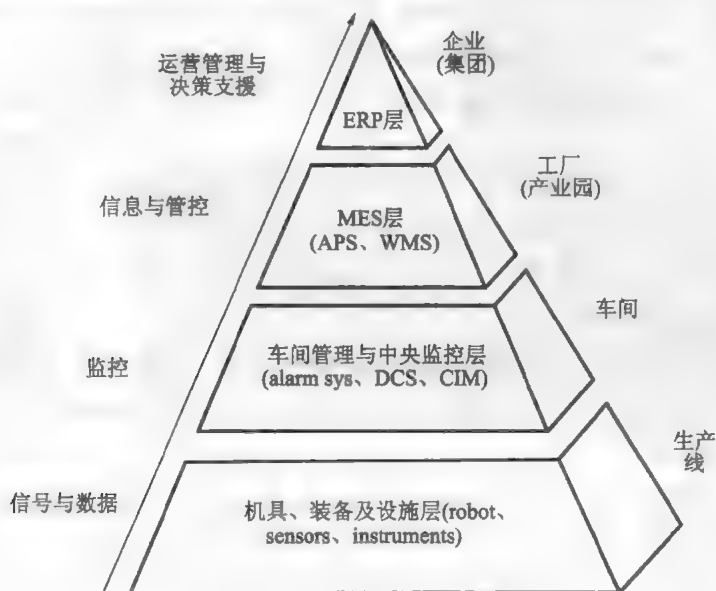 运营管理与
决策支援
企业
(集团)
ERP层
工厂
(产业园)
信息与管控
MES层
(APS、WMS)
车间
监控
车间管理与中央监控层
(alarm sys、DCS、CIM)
生产
线
信号与数据
机具、装备及设施层(robot、
sensors、instruments)